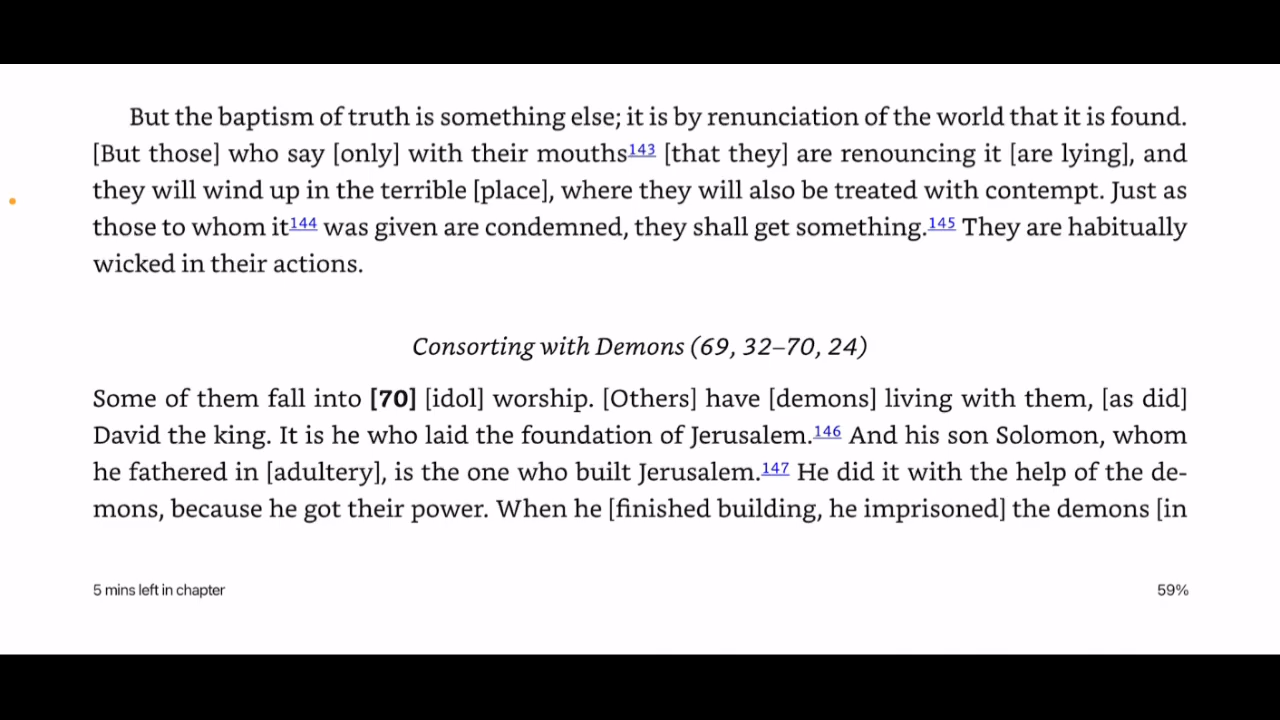 But the baptism of truth is something else; it is by renunciation of the world that it is found.
[But those] who say [only] with their mouths143 [that they] are renouncing it [are lying], and
they will wind up in the terrible [place], where they will also be treated with contempt. Just as
those to whom it144 was given are condemned, they shall get something.145 They are habitually
wicked in their actions.
Consorting with Demons (69, 32–70, 24)
Some of them fall into [70] [idol] worship. [Others] have [demons] living with them, [as did]
David the king. It is he who laid the foundation of Jerusalem.146 And his son Solomon, whom
he fathered in [adultery], is the one who built Jerusalem.147 He did it with the help of the de-
mons, because he got their power. When he [finished building, he imprisoned] the demons [in
5 mins left in chapter
59%